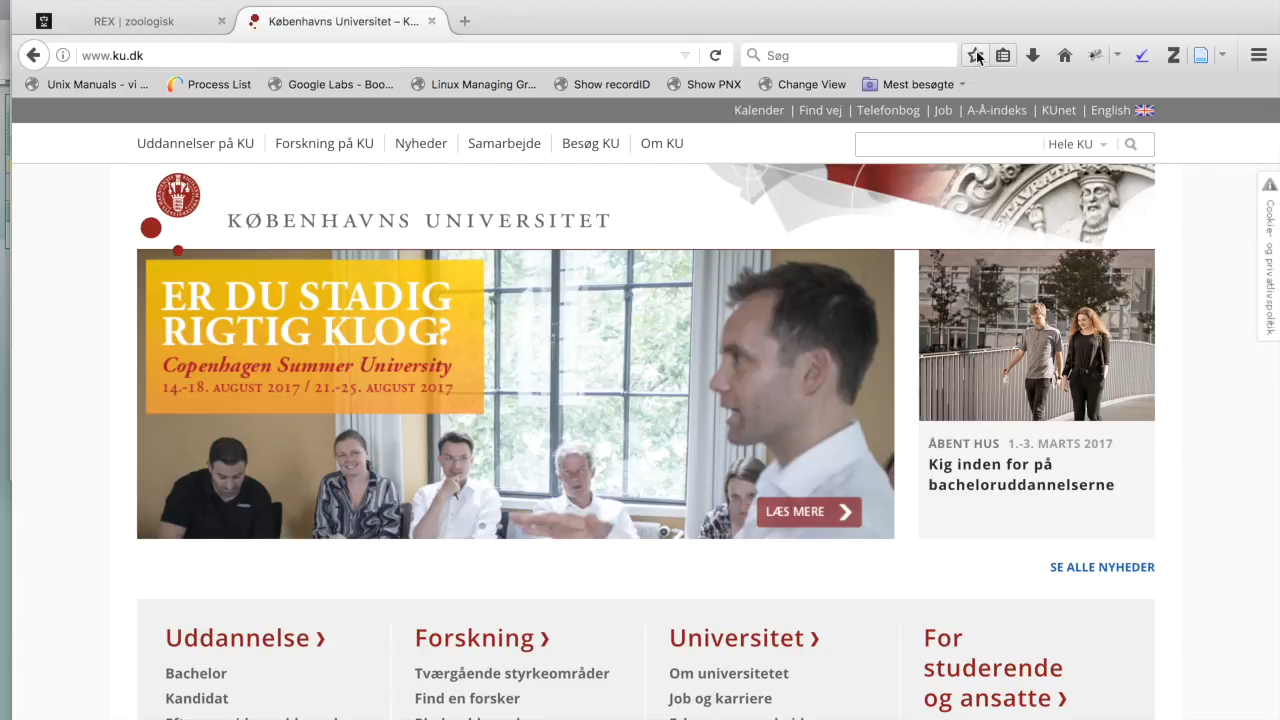 REX | zoologisk
Københavns Universitet – K...
www.ku.dk
Søg
Unix Manuals - vi ...
Process List
Google Labs - Boo...
Linux Managing Gr...
Show recordID
Show PNX
Change View
Mest besøgte
Kalender | Find vej | Telefonbog | Job | A-Å-indeks | KUnet | English
Uddannelser på KU
Forskning på KU
Nyheder
Samarbejde
Besøg KU
Om KU
Hele KU
KØBENHAVNS UNIVERSITET
Cookie- og privatlivspolitik
ER DU STADIG
RIGTIG KLOG?
Copenhagen Summer University
14.-18. AUGUST 2017 / 21.-25. AUGUST 2017
LÆS MERE
ÅBENT HUS 1.-3. MARTS 2017
Kig inden for på
bacheloruddannelserne
SE ALLE NYHEDER
Uddannelse ›
Bachelor
Kandidat
Forskning ›
Tværgående styrkeområder
Find en forsker
Universitet ›
Om universitetet
Job og karriere
For
studerende
og ansatte ›